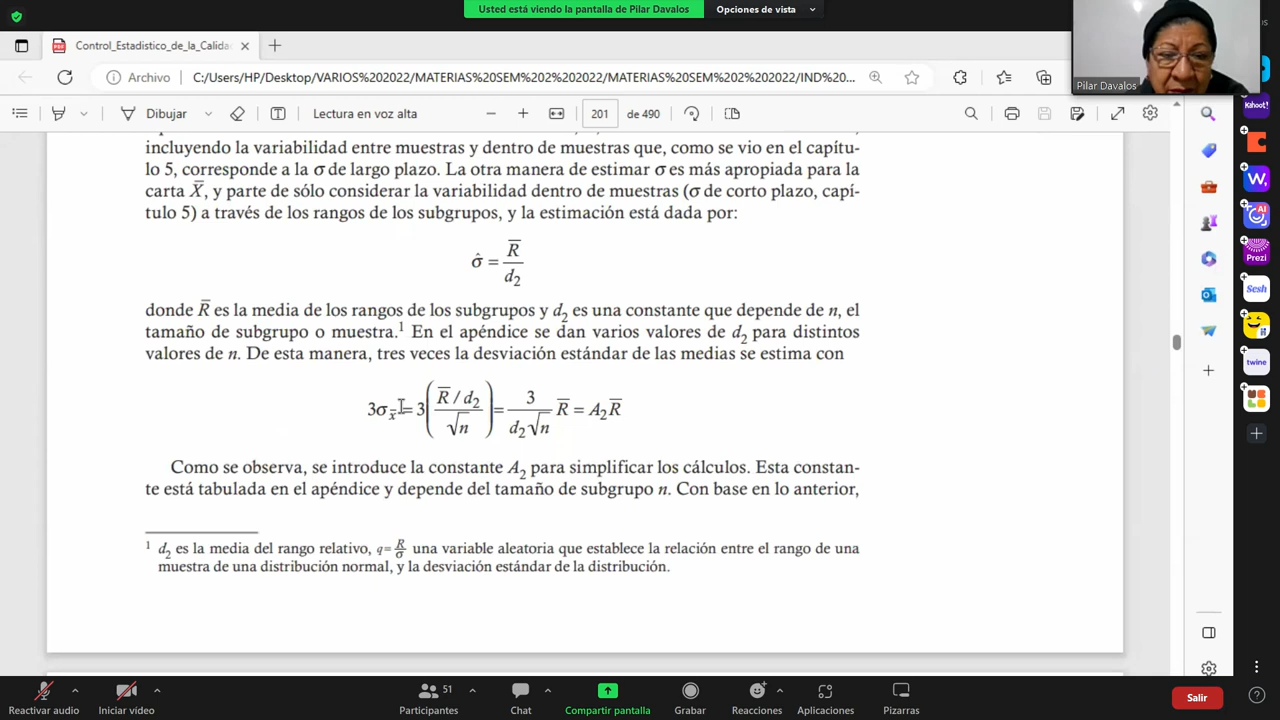 Usted está viendo la pantalla de Pilar Davalos
Opciones de vista
Control_Estadistico_de_la_Calida
Archivo
C:/Users/HP/Desktop/VARIOS%202022/MATERIAS%20SEM%202%202022/MATERIAS%20SEM%202%202022/IND%20...
Pilar Davalos
Dibujar
Lectura en voz alta
201
de 490
incluyendo la variabilidad entre muestras y dentro de muestras que, como se vio en el capítu-
lo 5, corresponde a la σ de largo plazo. La otra manera de estimar σ es más apropiada para la
carta X̅, y parte de sólo considerar la variabilidad dentro de muestras (σ de corto plazo, capí-
tulo 5) a través de los rangos de los subgrupos, y la estimación está dada por:
σ̂ = R̅ / d₂
donde R̅ es la media de los rangos de los subgrupos y d₂ es una constante que depende de n, el
tamaño de subgrupo o muestra.¹ En el apéndice se dan varios valores de d₂ para distintos
valores de n. De esta manera, tres veces la desviación estándar de las medias se estima con
3σx̅ = 3(R̅ / d₂ / √n) = 3 / d₂√n R̅ = A₂R̅
Como se observa, se introduce la constante A₂ para simplificar los cálculos. Esta constan-
te está tabulada en el apéndice y depende del tamaño de subgrupo n. Con base en lo anterior,
¹ d₂ es la media del rango relativo, q = R/σ una variable aleatoria que establece la relación entre el rango de una
muestra de una distribución normal, y la desviación estándar de la distribución.
Kahoot!
W
AI
Prezi
Sesh
twine
Reactivar audio
Iniciar video
51
Participantes
Chat
Compartir pantalla
Grabar
Reacciones
Aplicaciones
Pizarras
Salir